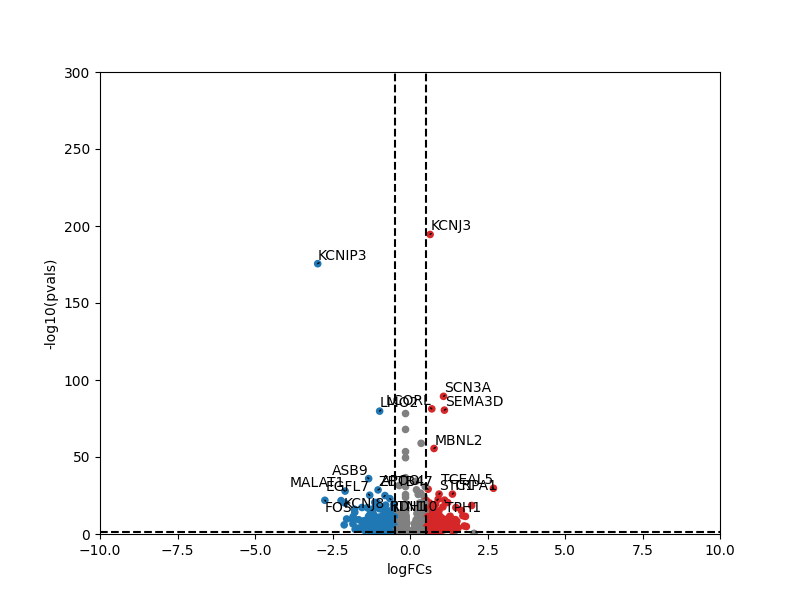 300
250
200
150
100
50
0
-log10(pvals)
KCNJ3
KCNIP3
SCN3A
SEMA3D
LMO2
MBNL2
ASB9
MALAT1
EGFL7
TCEAL5
FOS
KCNJ8
TPH1
−10.0 −7.5 −5.0 −2.5 0.0 2.5 5.0 7.5 10.0
logFCs